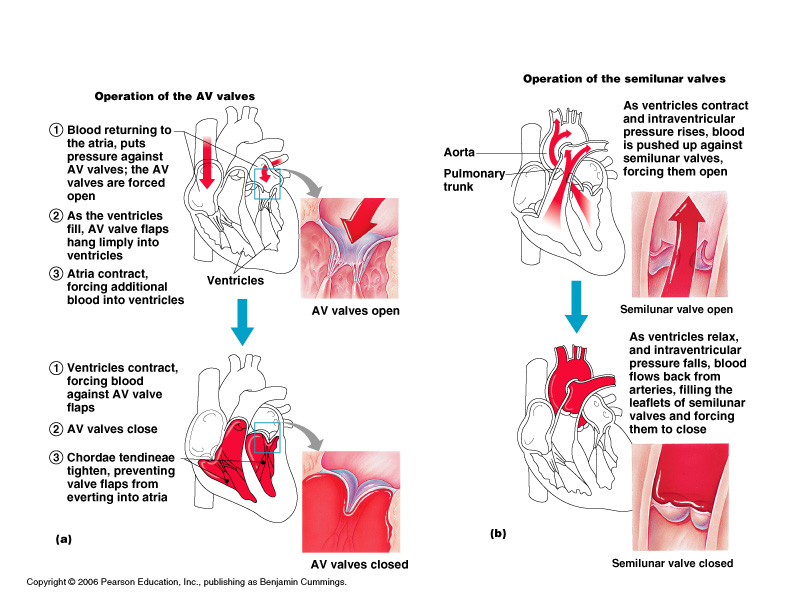 Operation of the AV valves
① Blood returning to
the atria, puts
pressure against
AV valves; the AV
valves are forced
open
② As the ventricles
fill, AV valve flaps
hang limply into
ventricles
③ Atria contract,
forcing additional
blood into ventricles
Ventricles
AV valves open
① Ventricles contract,
forcing blood
against AV valve
flaps
② AV valves close
③ Chordae tendineae
tighten, preventing
valve flaps from
everting into atria
AV valves closed
(a)
Operation of the semilunar valves
As ventricles contract
and intraventricular
pressure rises, blood
is pushed up against
semilunar valves,
forcing them open
Aorta
Pulmonary
trunk
Semilunar valve open
As ventricles relax,
and intraventricular
pressure falls, blood
flows back from
arteries, filling the
leaflets of semilunar
valves and forcing
them to close
Semilunar valve closed
(b)
Copyright © 2006 Pearson Education, Inc., publishing as Benjamin Cummings.